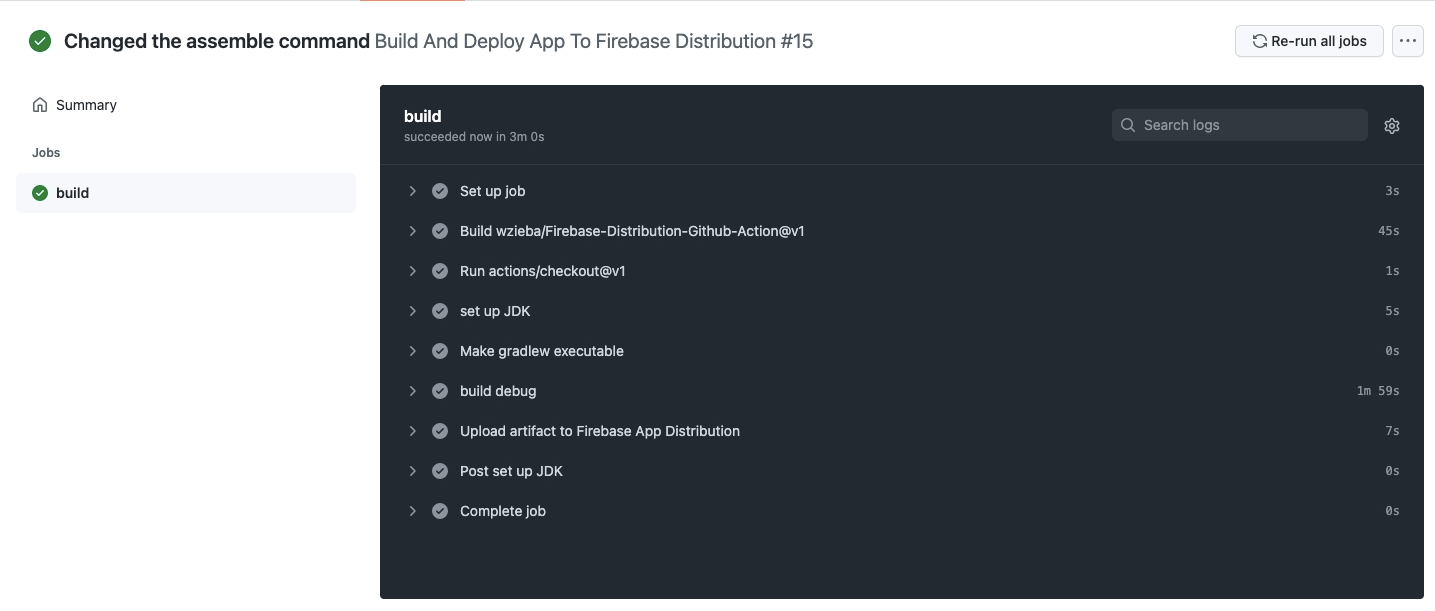 Changed the assemble command Build And Deploy App To Firebase Distribution #15
Re-run all jobs
Summary
Jobs
build
build
succeeded now in 3m 0s
Search logs
Set up job 3s
Build wzieba/Firebase-Distribution-Github-Action@v1 45s
Run actions/checkout@v1 1s
set up JDK 5s
Make gradlew executable 0s
build debug 1m 59s
Upload artifact to Firebase App Distribution 7s
Post set up JDK 0s
Complete job 0s